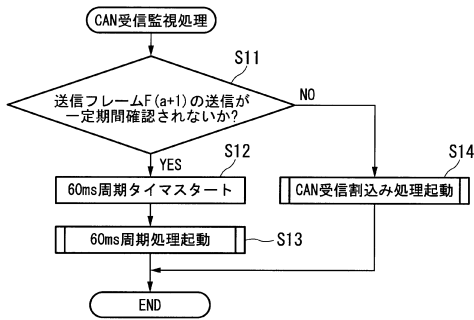 CAN受信監視処理
S11
送信フレームF(a+1)の送信が
一定期間確認されないか?
NO
YES
S12
S14
60ms周期タイマスタート
CAN受信割込み処理起動
60ms周期処理起動
S13
END